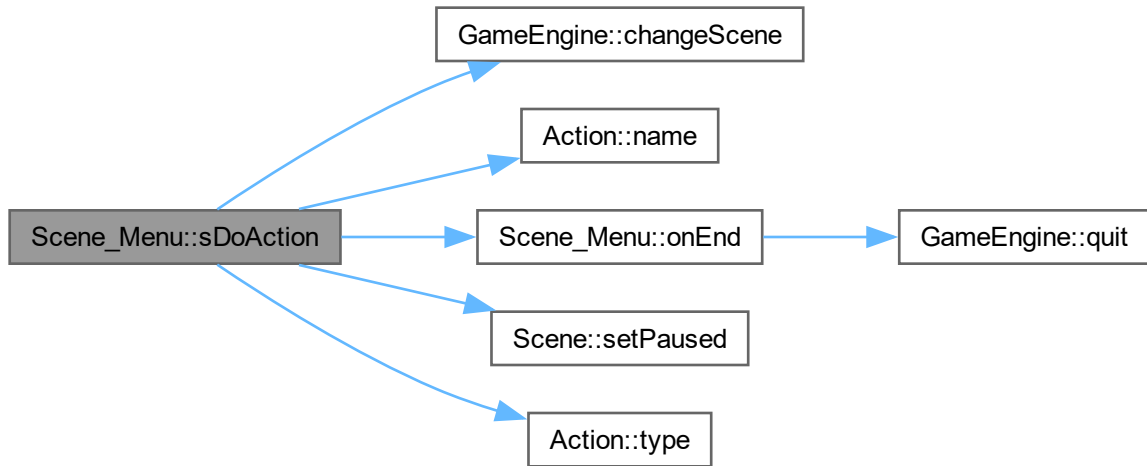 GameEngine::changeScene
Action::name
Scene_Menu::sDoAction
Scene_Menu::onEnd
GameEngine::quit
Scene::setPaused
Action::type